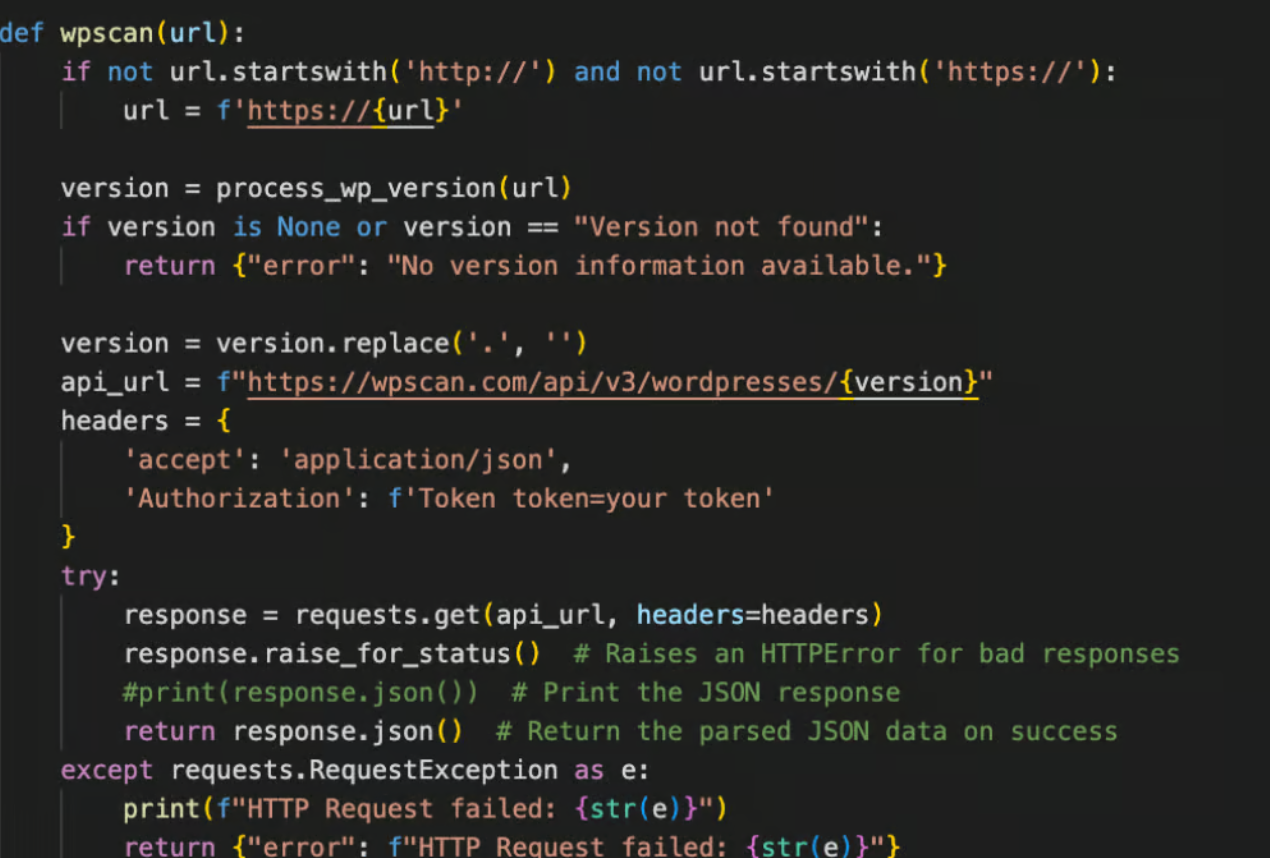 def wpscan(url):
    if not url.startswith('http://') and not url.startswith('https://'):
        url = f'https://{url}'

    version = process_wp_version(url)
    if version is None or version == "Version not found":
        return {"error": "No version information available."}

    version = version.replace('.', '')
    api_url = f"https://wpscan.com/api/v3/wordpresses/{version}"
    headers = {
        'accept': 'application/json',
        'Authorization': f'Token token=your token'
    }
    try:
        response = requests.get(api_url, headers=headers)
        response.raise_for_status()  # Raises an HTTPError for bad responses
        #print(response.json())  # Print the JSON response
        return response.json()  # Return the parsed JSON data on success
    except requests.RequestException as e:
        print(f"HTTP Request failed: {str(e)}")
        return {"error": f"HTTP Request failed: {str(e)}"}